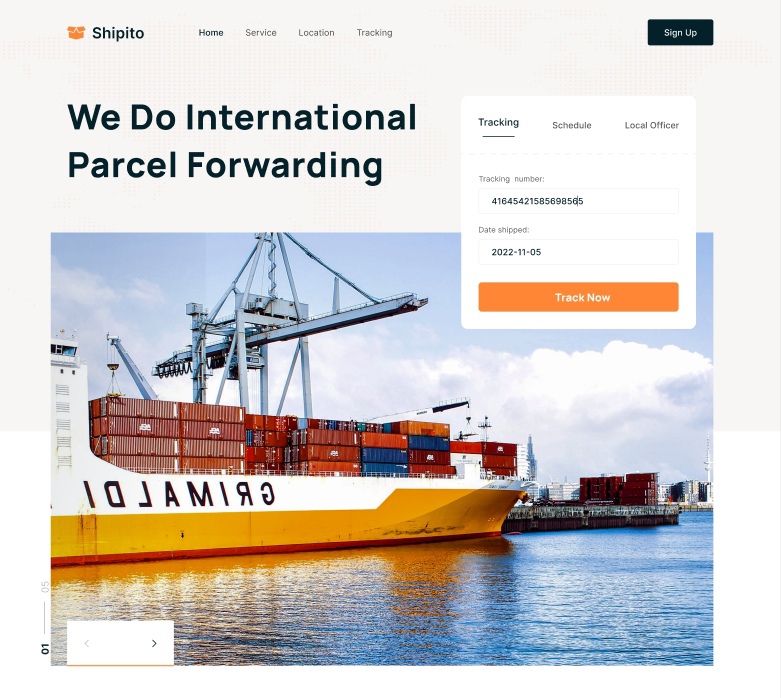 Shipito
Home Service Location Tracking
Sign Up
We Do International
Parcel Forwarding
Tracking Schedule Local Officer
Tracking number:
41645421585698565
Date shipped:
2022-11-05
Track Now
GRIMALDI
05
01